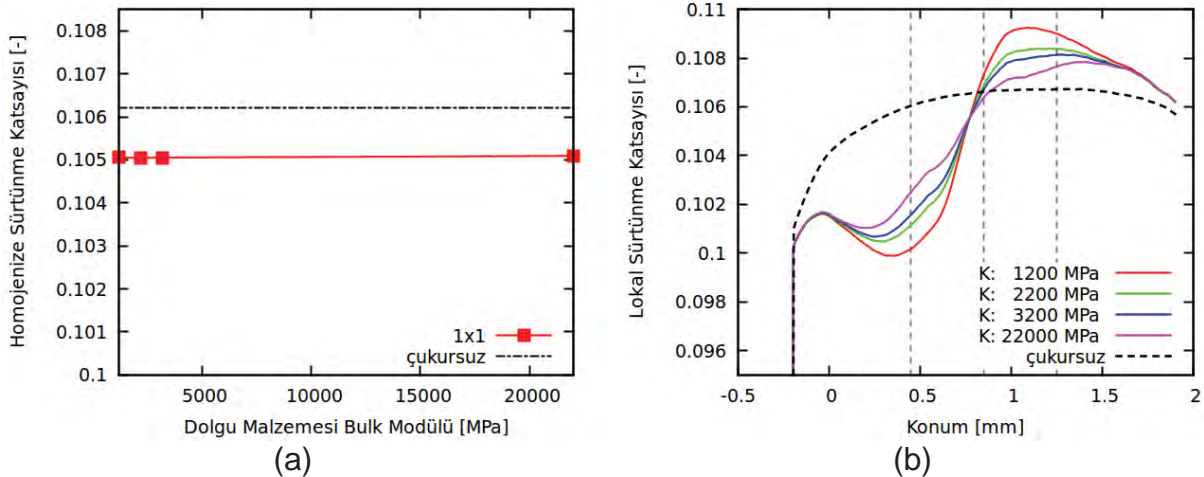 0.108
0.107
0.106
0.105
0.104
0.103
0.102
0.101
0.1
Homojenize Sürtünme Katsayısı [-]
1x1
çukursuz
5000 10000 15000 20000
Dolgu Malzemesi Bulk Modülü [MPa]
(a)
0.11
0.108
0.106
0.104
0.102
0.1
0.098
0.096
Lokal Sürtünme Katsayısı [-]
K: 1200 MPa
K: 2200 MPa
K: 3200 MPa
K: 22000 MPa
çukursuz
-0.5 0 0.5 1 1.5 2
Konum [mm]
(b)